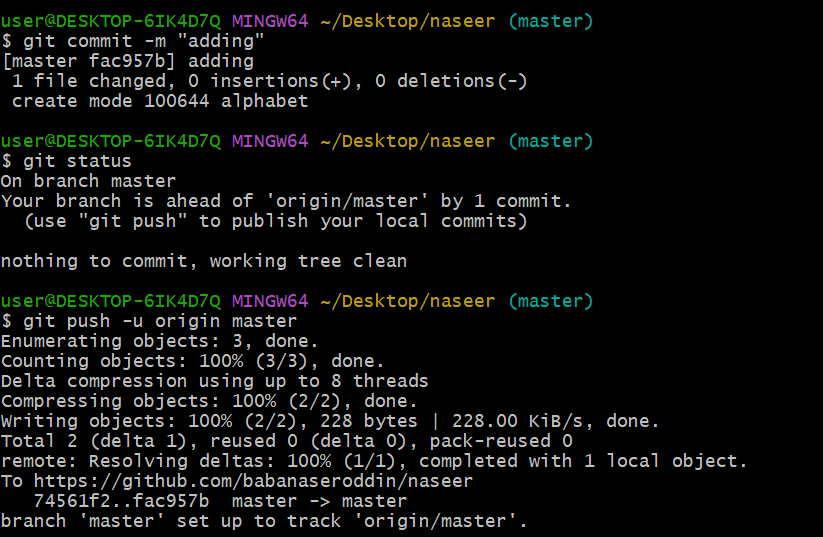 user@DESKTOP-6IK4D7Q MINGW64 ~/Desktop/naseer (master)
$ git commit -m "adding"
[master fac957b] adding
 1 file changed, 0 insertions(+), 0 deletions(-)
 create mode 100644 alphabet

user@DESKTOP-6IK4D7Q MINGW64 ~/Desktop/naseer (master)
$ git status
On branch master
Your branch is ahead of 'origin/master' by 1 commit.
  (use "git push" to publish your local commits)

nothing to commit, working tree clean

user@DESKTOP-6IK4D7Q MINGW64 ~/Desktop/naseer (master)
$ git push -u origin master
Enumerating objects: 3, done.
Counting objects: 100% (3/3), done.
Delta compression using up to 8 threads
Compressing objects: 100% (2/2), done.
Writing objects: 100% (2/2), 228 bytes | 228.00 KiB/s, done.
Total 2 (delta 1), reused 0 (delta 0), pack-reused 0
remote: Resolving deltas: 100% (1/1), completed with 1 local object.
To https://github.com/babanaseroddin/naseer
   74561f2..fac957b  master -> master
branch 'master' set up to track 'origin/master'.